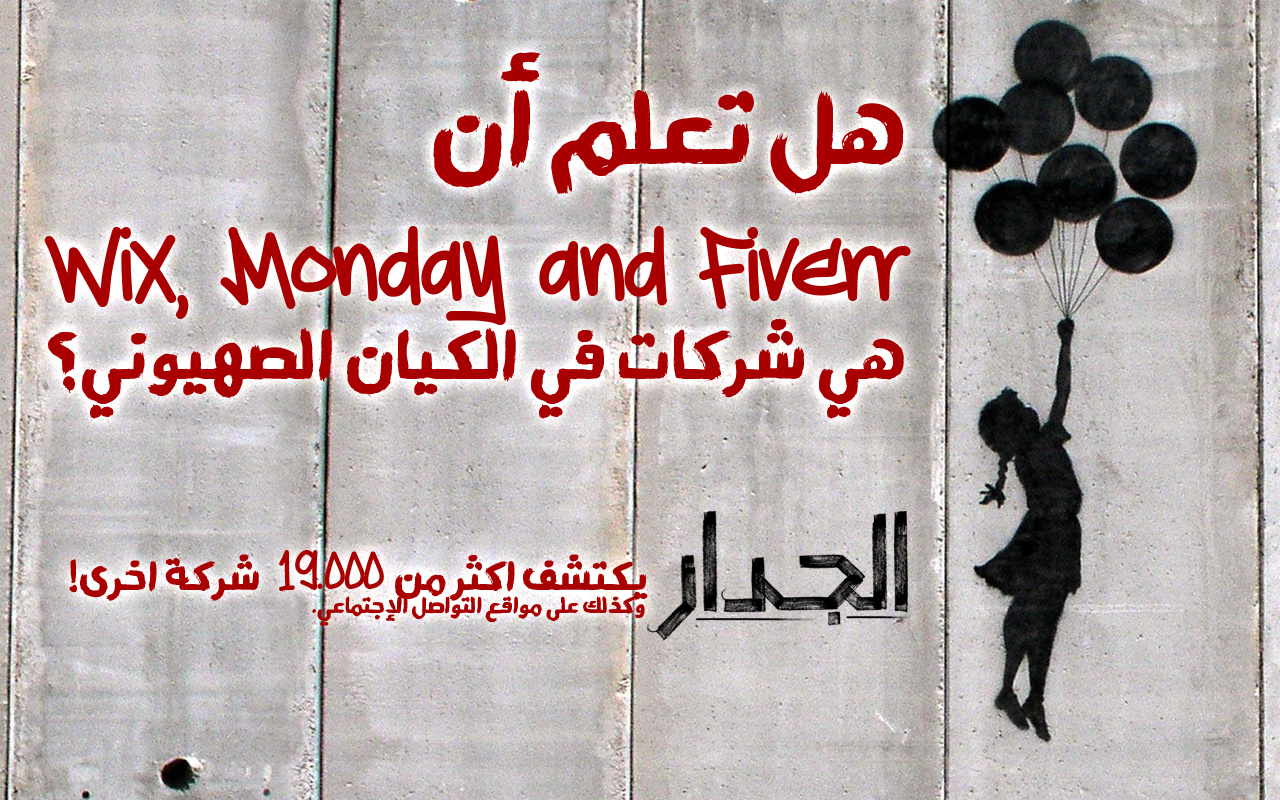 هل تعلم أن
Wix, Monday and Fiverr
هي شركات في الكيان الصهيوني؟
الجدار
يكتشف اكثر من 19.000 شركة اخرى!
وكذلك على مواقع التواصل الإجتماعي.